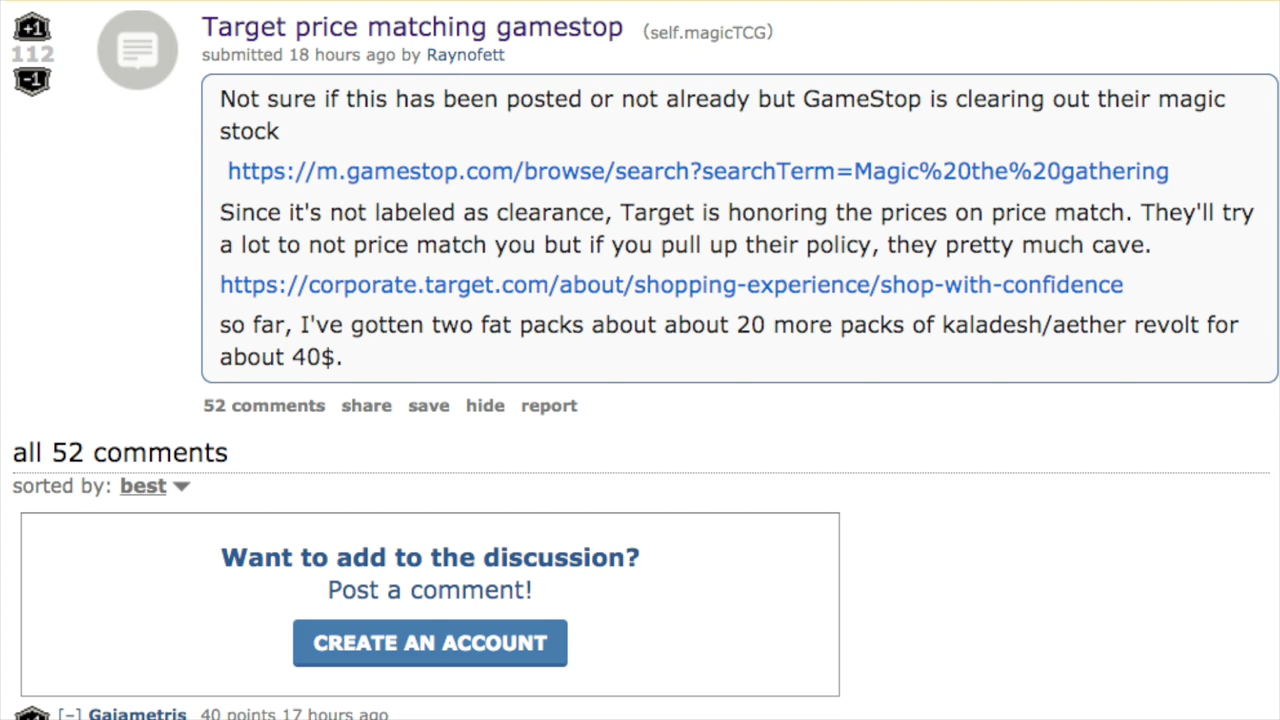 +1
112
-1
Target price matching gamestop (self.magicTCG)
submitted 18 hours ago by Raynofett
Not sure if this has been posted or not already but GameStop is clearing out their magic
stock
https://m.gamestop.com/browse/search?searchTerm=Magic%20the%20gathering
Since it's not labeled as clearance, Target is honoring the prices on price match. They'll try
a lot to not price match you but if you pull up their policy, they pretty much cave.
https://corporate.target.com/about/shopping-experience/shop-with-confidence
so far, I've gotten two fat packs about about 20 more packs of kaladesh/aether revolt for
about 40$.
52 comments share save hide report
all 52 comments
sorted by: best
Want to add to the discussion?
Post a comment!
CREATE AN ACCOUNT
[–] Gaiametris 40 points 17 hours ago